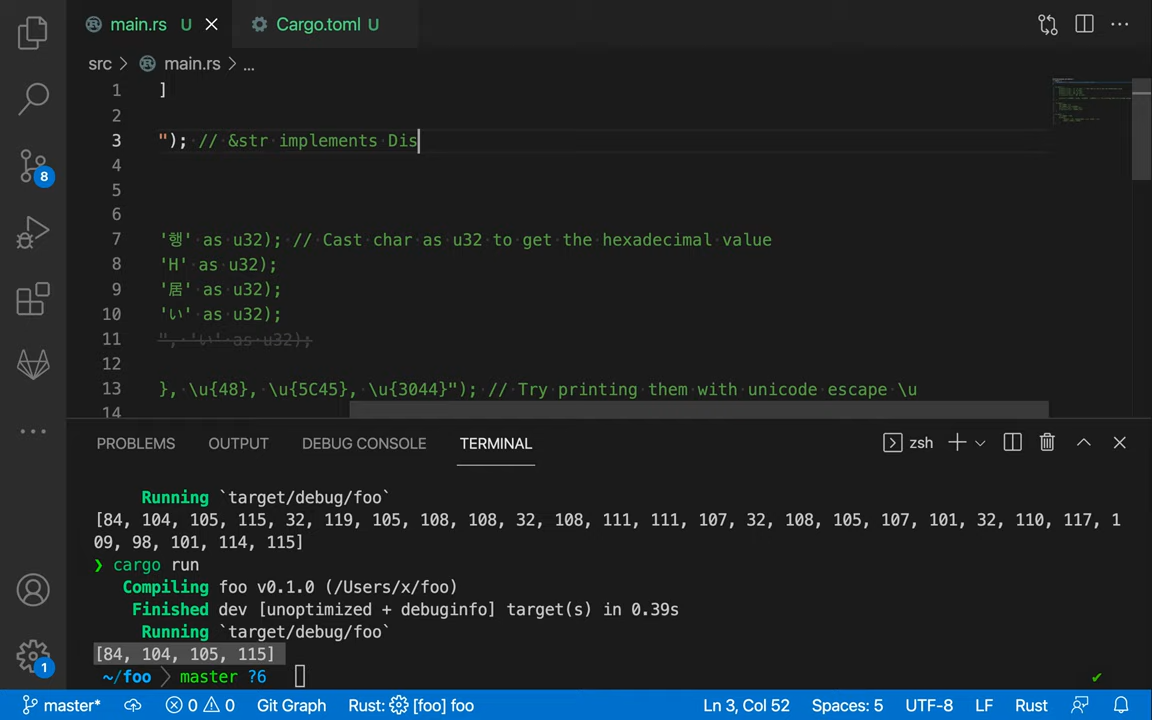 main.rs U
Cargo.toml U
src > main.rs > ...
1 ]
2
3 "); // &str implements Dis
4
5
6
7 '행' as u32); // Cast char as u32 to get the hexadecimal value
8 'H' as u32);
9 '居' as u32);
10 'い' as u32);
11 ", 'い' as u32);
12
13 }, \u{48}, \u{5C45}, \u{3044}"); // Try printing them with unicode escape \u
14
8
PROBLEMS OUTPUT DEBUG CONSOLE TERMINAL zsh
Running `target/debug/foo`
[84, 104, 105, 115, 32, 119, 105, 108, 108, 32, 108, 111, 111, 107, 32, 108, 105, 107, 101, 32, 110, 117, 1
09, 98, 101, 114, 115]
❯ cargo run
Compiling foo v0.1.0 (/Users/x/foo)
Finished dev [unoptimized + debuginfo] target(s) in 0.39s
Running `target/debug/foo`
[84, 104, 105, 115]
~/foo master ?6 ✔
1
master* 0 0 Git Graph Rust: [foo] foo Ln 3, Col 52 Spaces: 5 UTF-8 LF Rust